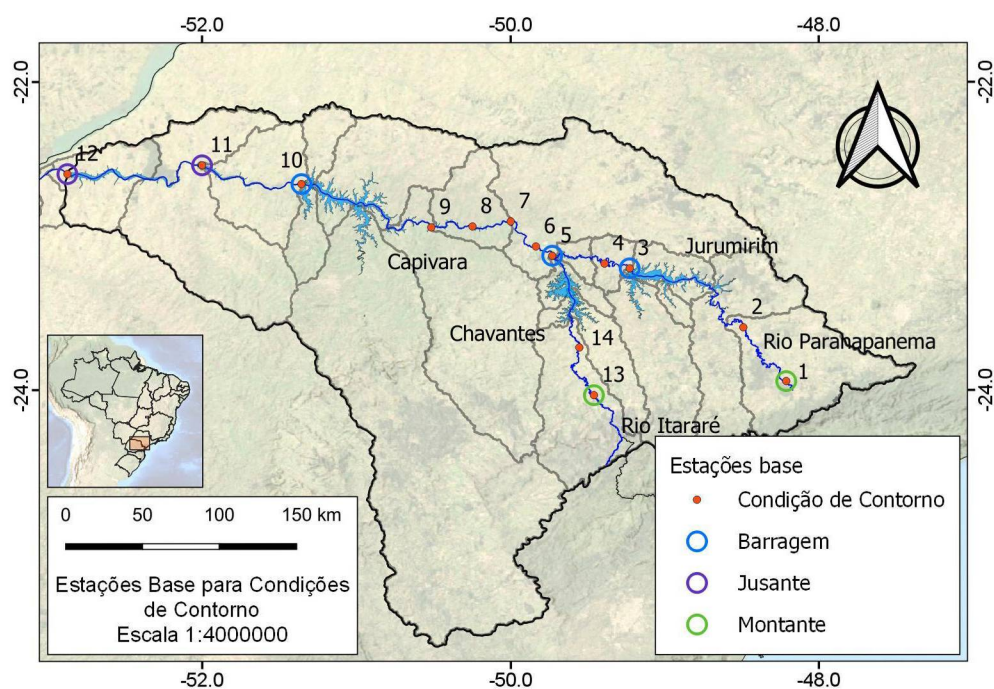 -52.0
-50.0
-48.0
-22.0
-22.0
12
11
10
9
8
7
6
5
4
3
Jurumirim
Capivara
2
Chavantes
14
Rio Paranapanema
1
13
-24.0
-24.0
Rio Itararé
Estações base
Condição de Contorno
Barragem
Jusante
Montante
0 50 100 150 km
Estações Base para Condições
de Contorno
Escala 1:4000000
-52.0
-50.0
-48.0